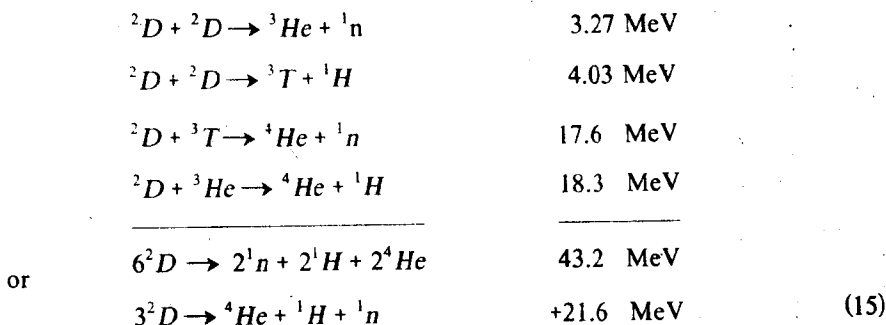 ²D + ²D → ³He + ¹n 3.27 MeV
²D + ²D → ³T + ¹H 4.03 MeV
²D + ³T → ⁴He + ¹n 17.6 MeV
²D + ³He → ⁴He + ¹H 18.3 MeV
6²D → 2¹n + 2¹H + 2⁴He 43.2 MeV
or
3²D → ⁴He + ¹H + ¹n +21.6 MeV (15)